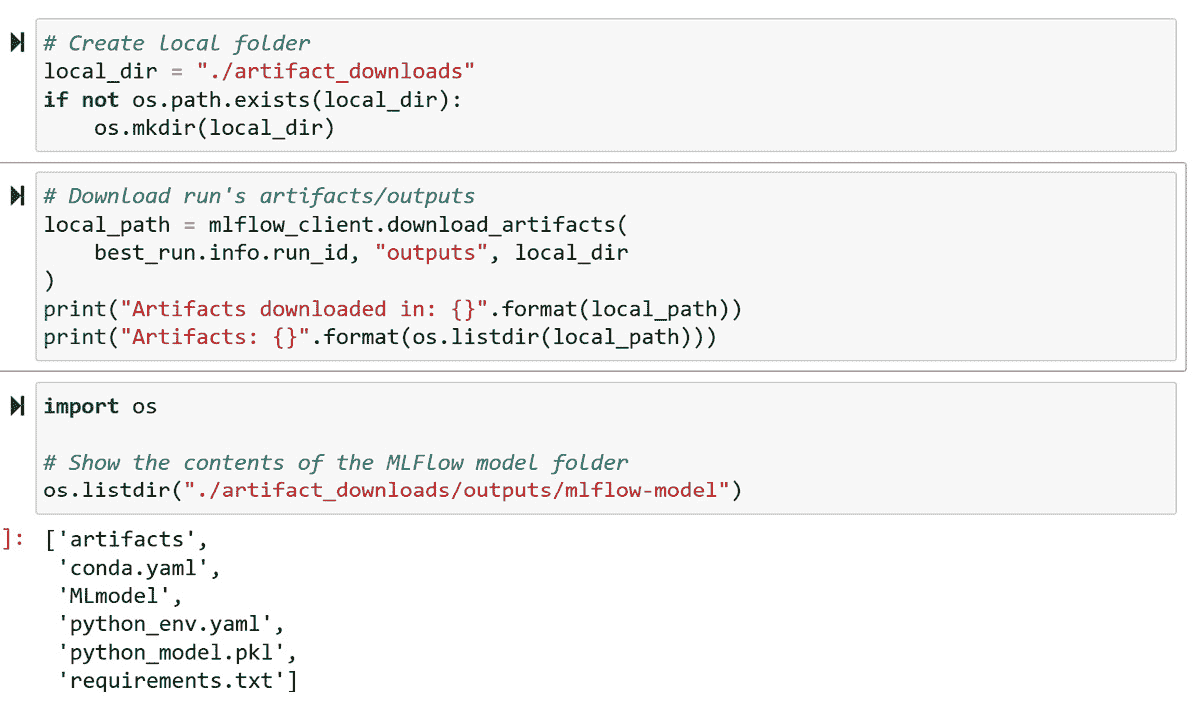 # Create local folder
local_dir = "./artifact_downloads"
if not os.path.exists(local_dir):
    os.mkdir(local_dir)
# Download run's artifacts/outputs
local_path = mlflow_client.download_artifacts(
    best_run.info.run_id, "outputs", local_dir
)
print("Artifacts downloaded in: {}".format(local_path))
print("Artifacts: {}".format(os.listdir(local_path)))
import os
# Show the contents of the MLFlow model folder
os.listdir("./artifact_downloads/outputs/mlflow-model")
]: ['artifacts',
 'conda.yaml',
 'MLmodel',
 'python_env.yaml',
 'python_model.pkl',
 'requirements.txt']